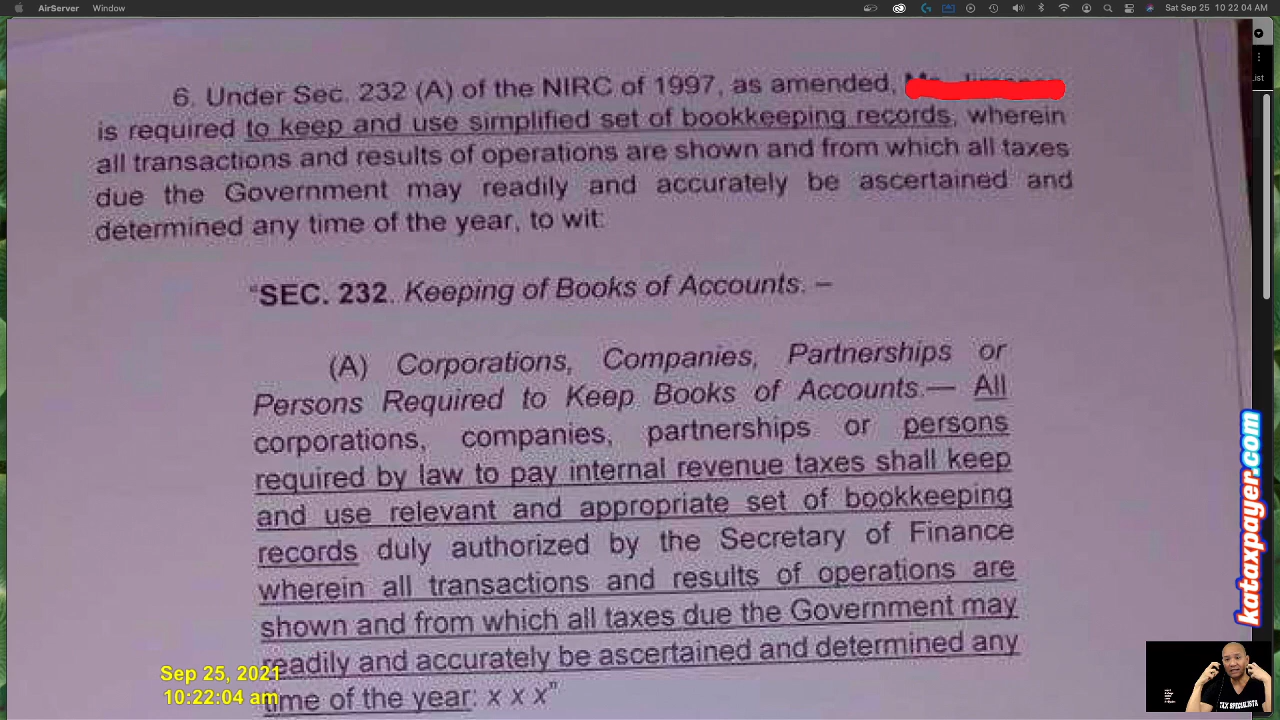 AirServer Window
Sat Sep 25 10 22 04 AM
6. Under Sec. 232 (A) of the NIRC of 1997, as amended,
is required to keep and use simplified set of bookkeeping records, wherein
all transactions and results of operations are shown and from which all taxes
due the Government may readily and accurately be ascertained and
determined any time of the year, to wit:
“SEC. 232. Keeping of Books of Accounts. –
(A) Corporations, Companies, Partnerships or
Persons Required to Keep Books of Accounts.— All
corporations, companies, partnerships or persons
required by law to pay internal revenue taxes shall keep
and use relevant and appropriate set of bookkeeping
records duly authorized by the Secretary of Finance
wherein all transactions and results of operations are
shown and from which all taxes due the Government may
readily and accurately be ascertained and determined any
time of the year: x x x”
Sep 25, 2021
10:22:04 am
kataxpayer.com
ist
TAX SPECIALISTA